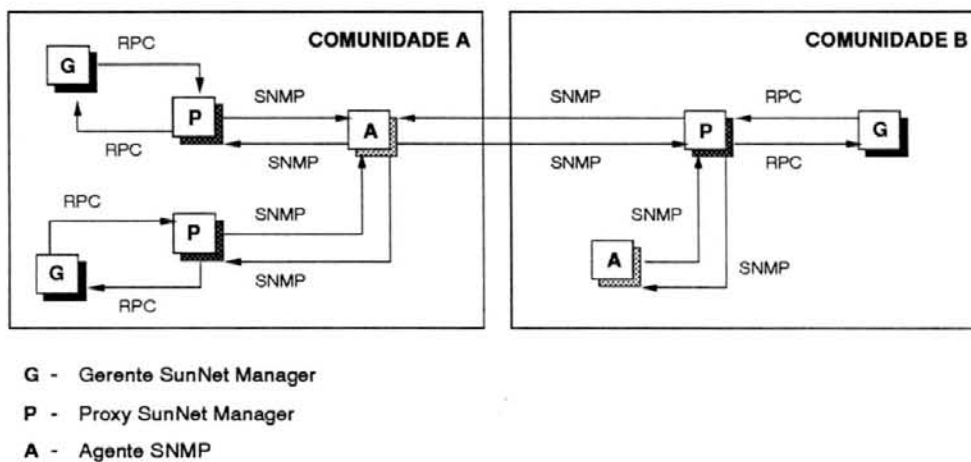 COMUNIDADE A
RPC
G
P
RPC
SNMP
SNMP
A
RPC
G
P
RPC
SNMP
SNMP
COMUNIDADE B
SNMP
SNMP
P
RPC
RPC
G
SNMP
A
SNMP
G - Gerente SunNet Manager
P - Proxy SunNet Manager
A - Agente SNMP